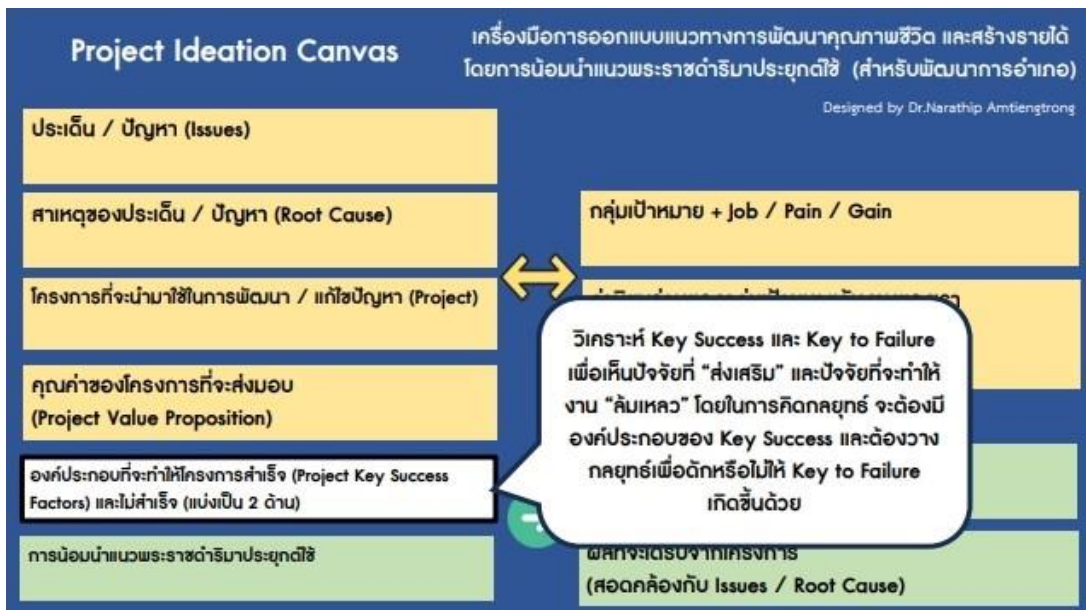 Project Ideation Canvas
เครื่องมือการออกแบบแนวทางการพัฒนาคุณภาพชีวิต และสร้างรายได้
โดยการน้อมนำแนวพระราชดำริมาประยุกต์ใช้ (สำหรับพัฒนาการอำเภอ)
Designed by Dr.Narathip Amtiengtrong
ประเด็น / ปัญหา (Issues)
สาเหตุของประเด็น / ปัญหา (Root Cause)
โครงการที่จะนำมาใช้ในการพัฒนา / แก้ไขปัญหา (Project)
คุณค่าของโครงการที่จะส่งมอบ
(Project Value Proposition)
องค์ประกอบที่จะทำให้โครงการสำเร็จ (Project Key Success
Factors) และไม่สำเร็จ (แบ่งเป็น 2 ด้าน)
การน้อมนำแนวพระราชดำริมาประยุกต์ใช้
กลุ่มเป้าหมาย + Job / Pain / Gain
วิเคราะห์ Key Success และ Key to Failure
เพื่อเห็นปัจจัยที่ "ส่งเสริม" และปัจจัยที่จะทำให้
งาน "ล้มเหลว" โดยในการคิดกลยุทธ์ จะต้องมี
องค์ประกอบของ Key Success และต้องวาง
กลยุทธ์เพื่อดักหรือไม่ให้ Key to Failure
เกิดขึ้นด้วย
ผลที่จะได้รับจากโครงการ
(สอดคล้องกับ Issues / Root Cause)